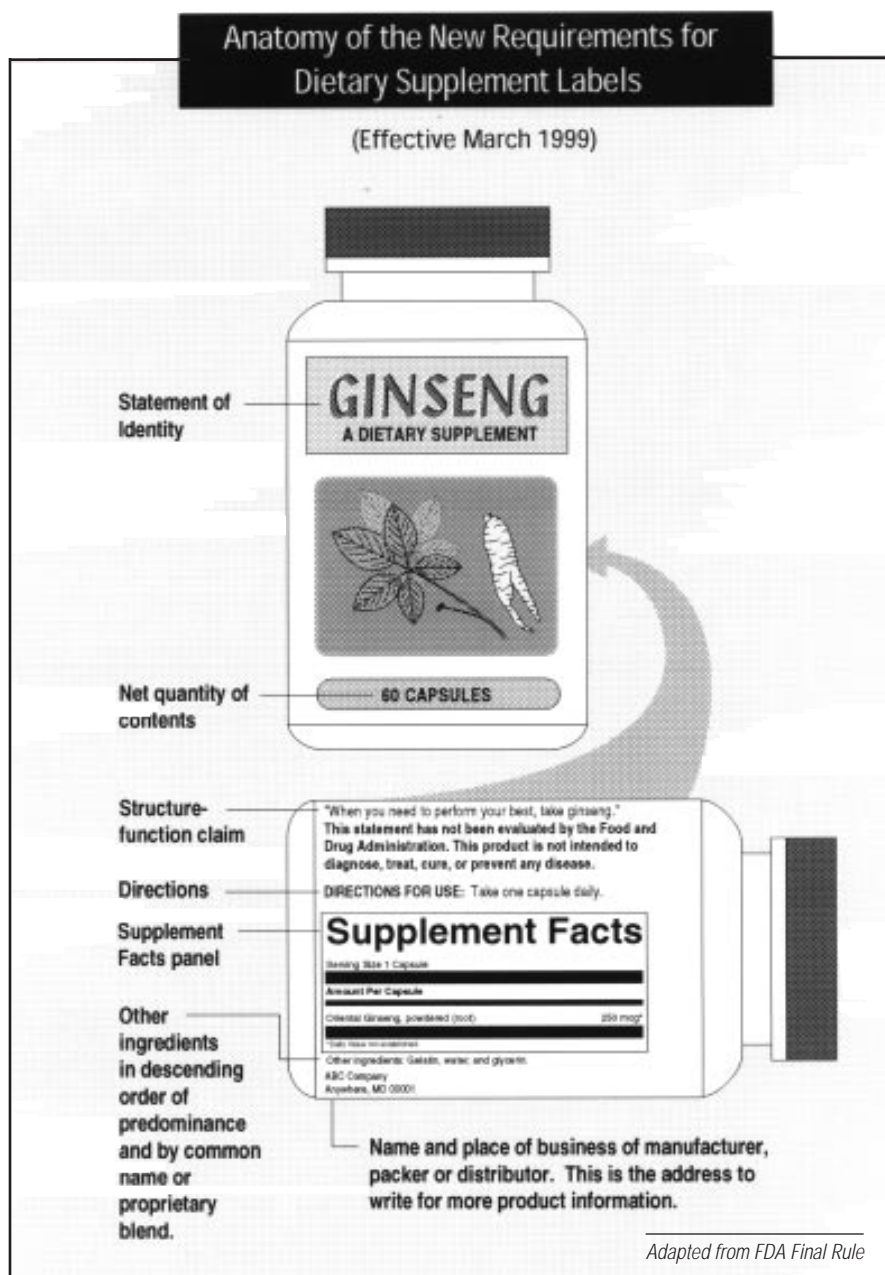 Anatomy of the New Requirements for
Dietary Supplement Labels
(Effective March 1999)
Statement of
Identity
GINSENG
A DIETARY SUPPLEMENT
Net quantity of
contents
60 CAPSULES
Structure-
function claim
"When you need to perform your best, take ginseng."
This statement has not been evaluated by the Food and
Drug Administration. This product is not intended to
diagnose, treat, cure, or prevent any disease.
Directions
DIRECTIONS FOR USE: Take one capsule daily.
Supplement
Facts panel
Supplement Facts
Serving Size 1 Capsule
Amount Per Capsule
Oriental Ginseng, powdered (root) 250 mcg*
*Daily Value not established
Other
ingredients
in descending
order of
predominance
and by common
name or
proprietary
blend.
Other ingredients: Gelatin, water, and glycerin.
ABC Company
Anywhere, MD 00001
Name and place of business of manufacturer,
packer or distributor. This is the address to
write for more product information.
Adapted from FDA Final Rule